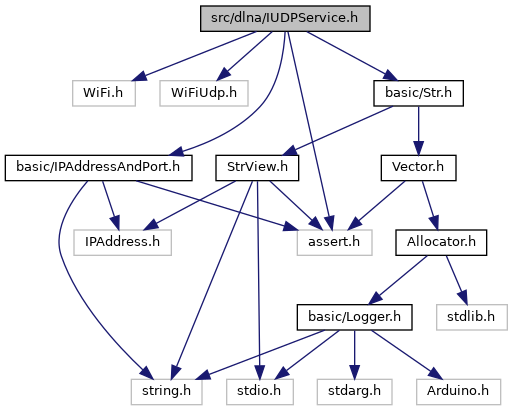 src/dlna/IUDPService.h
WiFi.h
WiFiUdp.h
basic/Str.h
basic/IPAddressAndPort.h
StrView.h
Vector.h
IPAddress.h
assert.h
Allocator.h
basic/Logger.h
stdlib.h
string.h
stdio.h
stdarg.h
Arduino.h